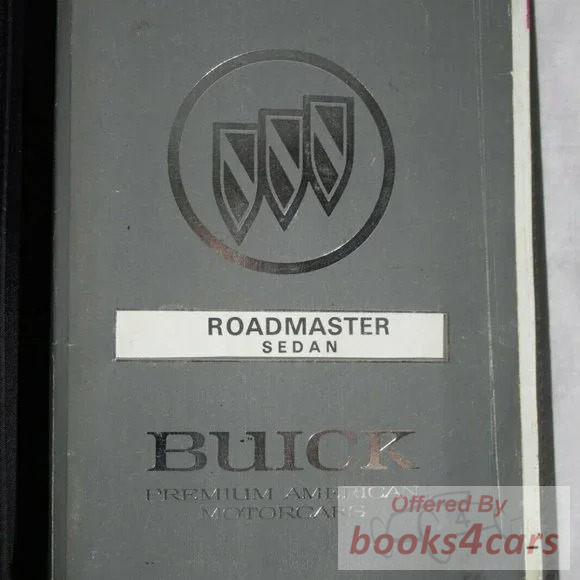 ROADMASTER
SEDAN
BUICK
PREMIUM AMERICAN
MOTORCARS
Offered By
books4cars